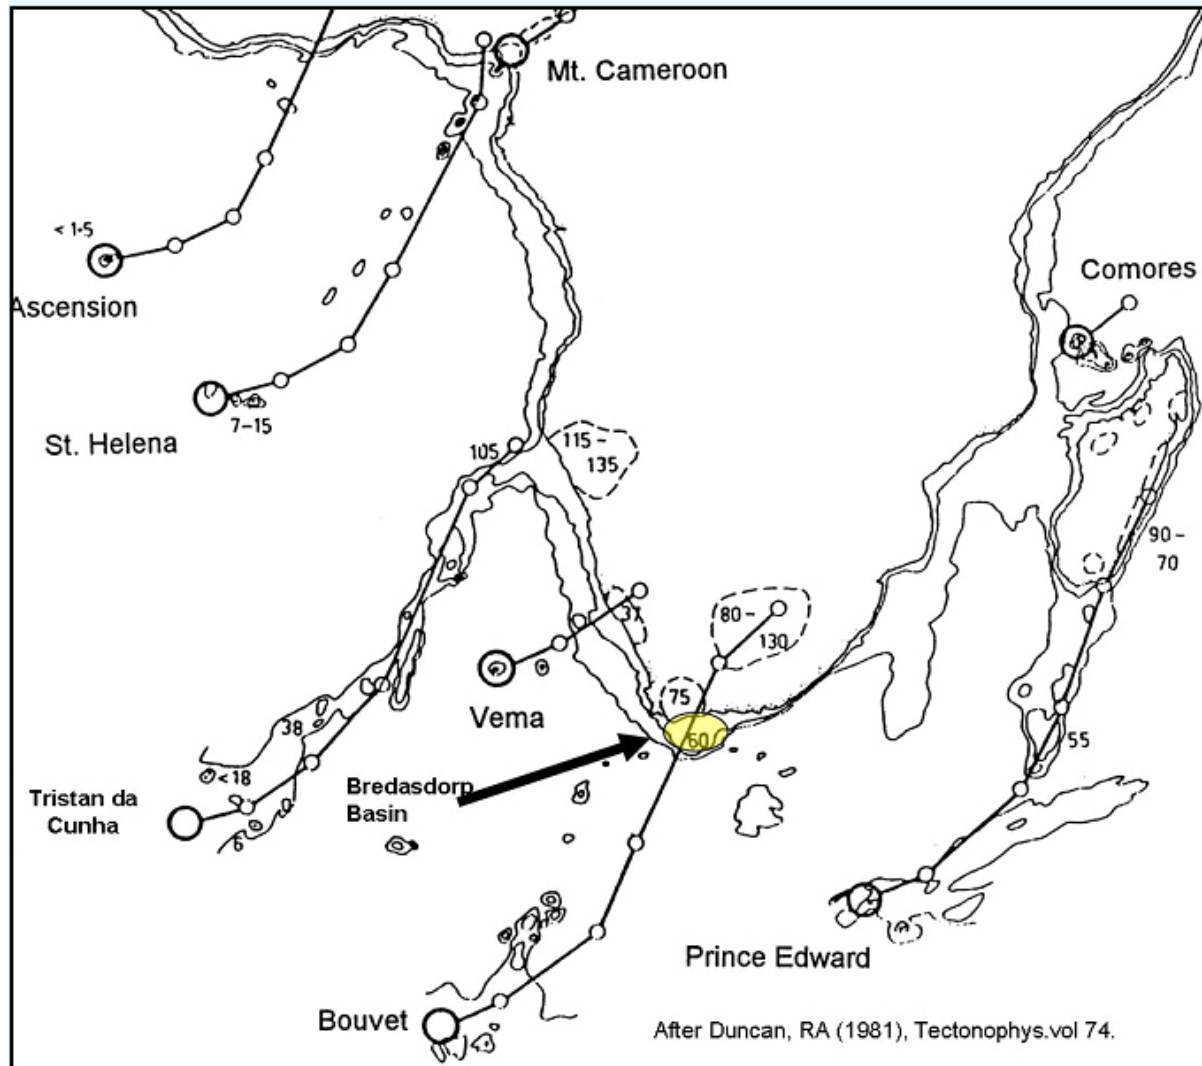 Mt. Cameroon
< 1·5
Ascension
Comores
St. Helena
7-15
105
115-
135
90-
70
37
80-
130
75
60
Vema
38
< 18
Tristan da
Cunha
6
Bredasdorp
Basin
55
Prince Edward
Bouvet
After Duncan, RA (1981), Tectonophys.vol 74.